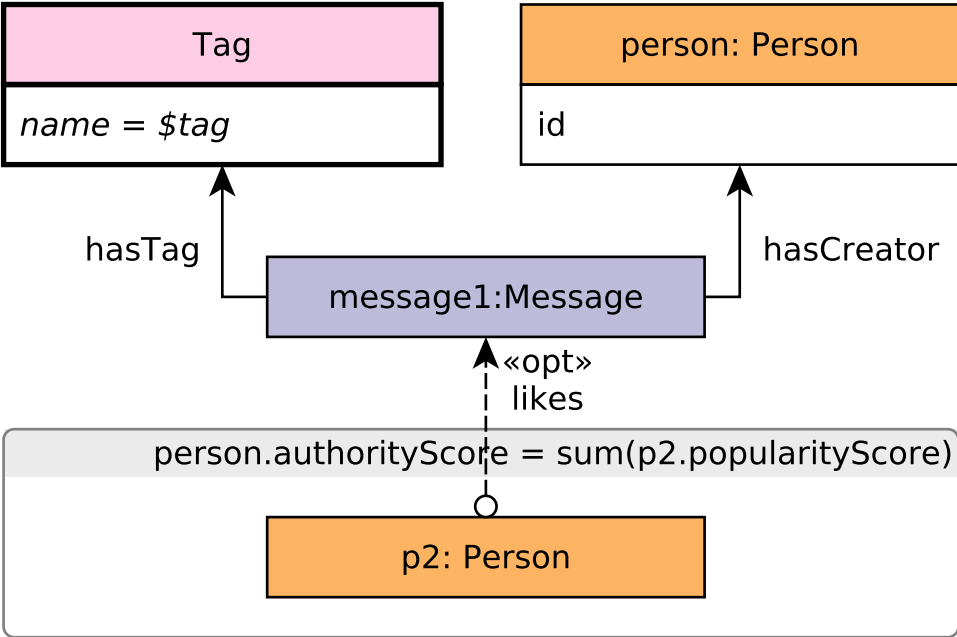 Tag
name = $tag
person: Person
id
hasTag
hasCreator
message1:Message
«opt»
likes
person.authorityScore = sum(p2.popularityScore)
p2: Person